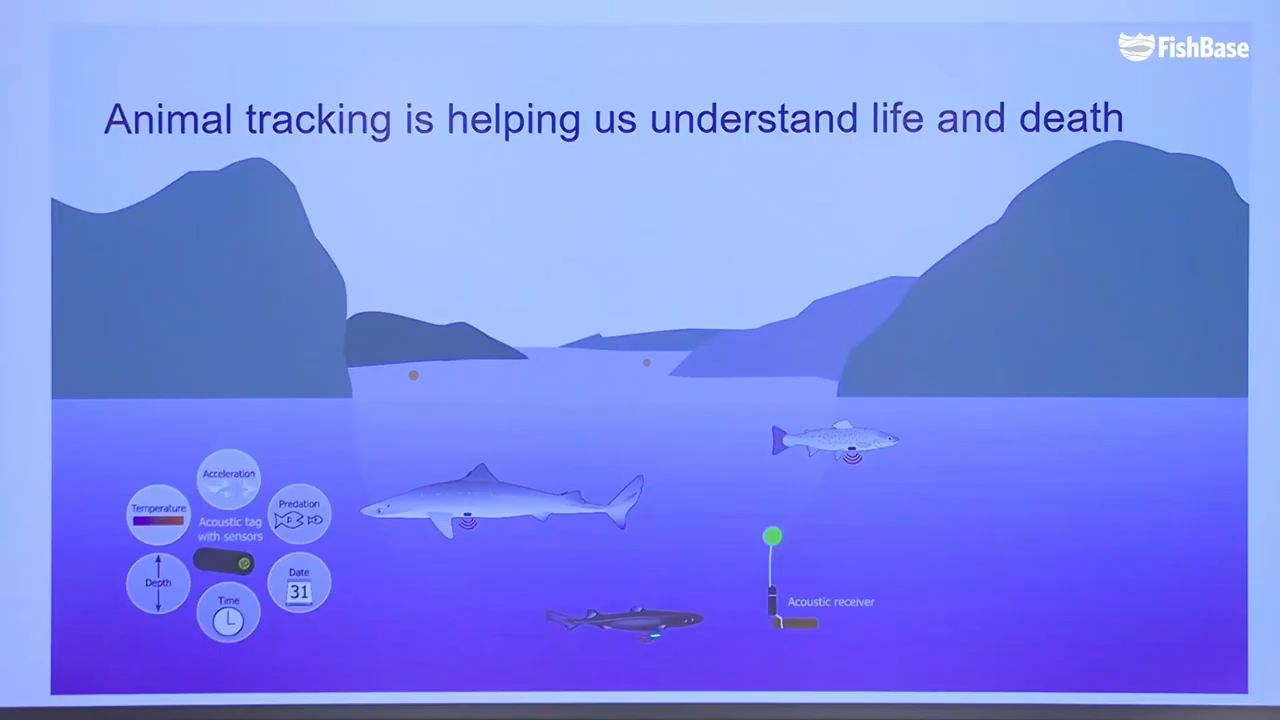 FishBase
Animal tracking is helping us understand life and death
Acceleration
Temperature
Predation
Acoustic tag
with sensors
Depth
Date
31
Time
Acoustic receiver